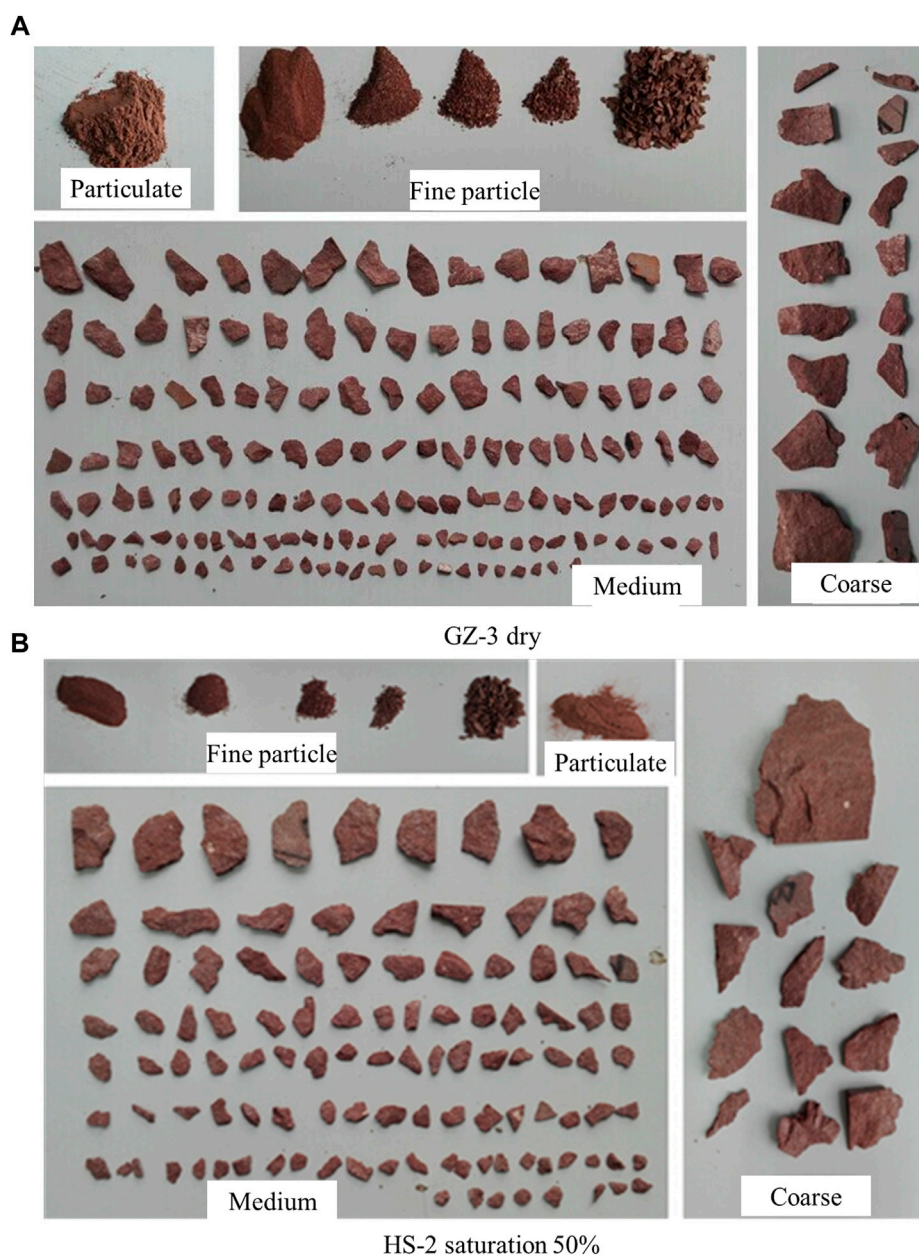 A
Particulate
Fine particle
Medium
Coarse
GZ-3 dry
B
Fine particle
Particulate
Medium
Coarse
HS-2 saturation 50%